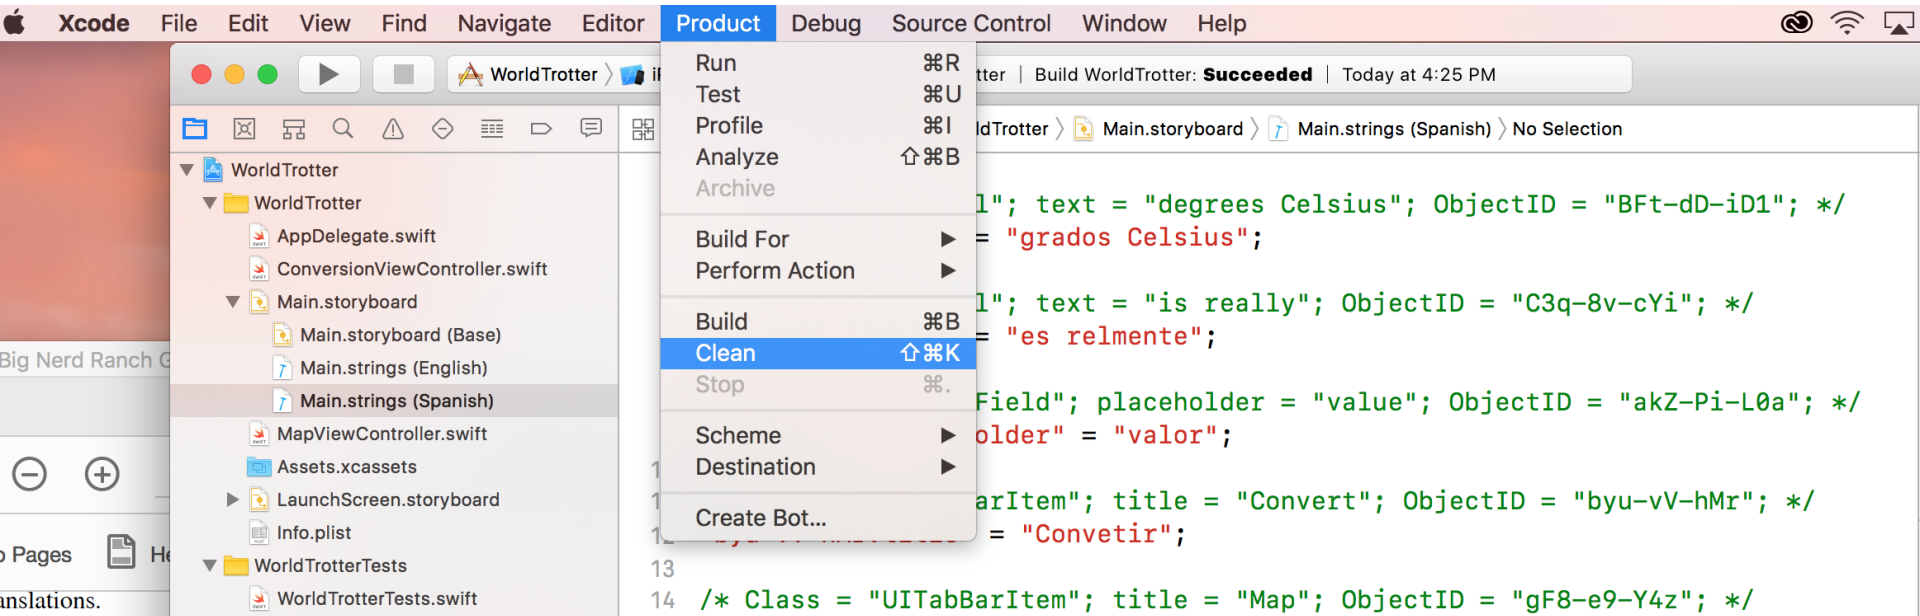 Xcode File Edit View Find Navigate Editor Product Debug Source Control Window Help
WorldTrotter
Build WorldTrotter: Succeeded | Today at 4:25 PM
Main.storyboard Main.strings (Spanish) No Selection
Run ⌘R
Test ⌘U
Profile ⌘I
Analyze ⇧⌘B
Archive
Build For
Perform Action
Build ⌘B
Clean ⇧⌘K
Stop ⌘.
Scheme
Destination
Create Bot...
WorldTrotter
WorldTrotter
AppDelegate.swift
ConversionViewController.swift
Main.storyboard
Main.storyboard (Base)
Main.strings (English)
Main.strings (Spanish)
MapViewController.swift
Assets.xcassets
LaunchScreen.storyboard
Info.plist
WorldTrotterTests
WorldTrotterTests.swift
Big Nerd Ranch G
Pages
anslations.
l"; text = "degrees Celsius"; ObjectID = "BFt-dD-iD1"; */
= "grados Celsius";
l"; text = "is really"; ObjectID = "C3q-8v-cYi"; */
= "es relmente";
Field"; placeholder = "value"; ObjectID = "akZ-Pi-L0a"; */
older" = "valor";
arItem"; title = "Convert"; ObjectID = "byu-vV-hMr"; */
= "Convetir";
13
14 /* Class = "UITabBarItem"; title = "Map"; ObjectID = "gF8-e9-Y4z"; */